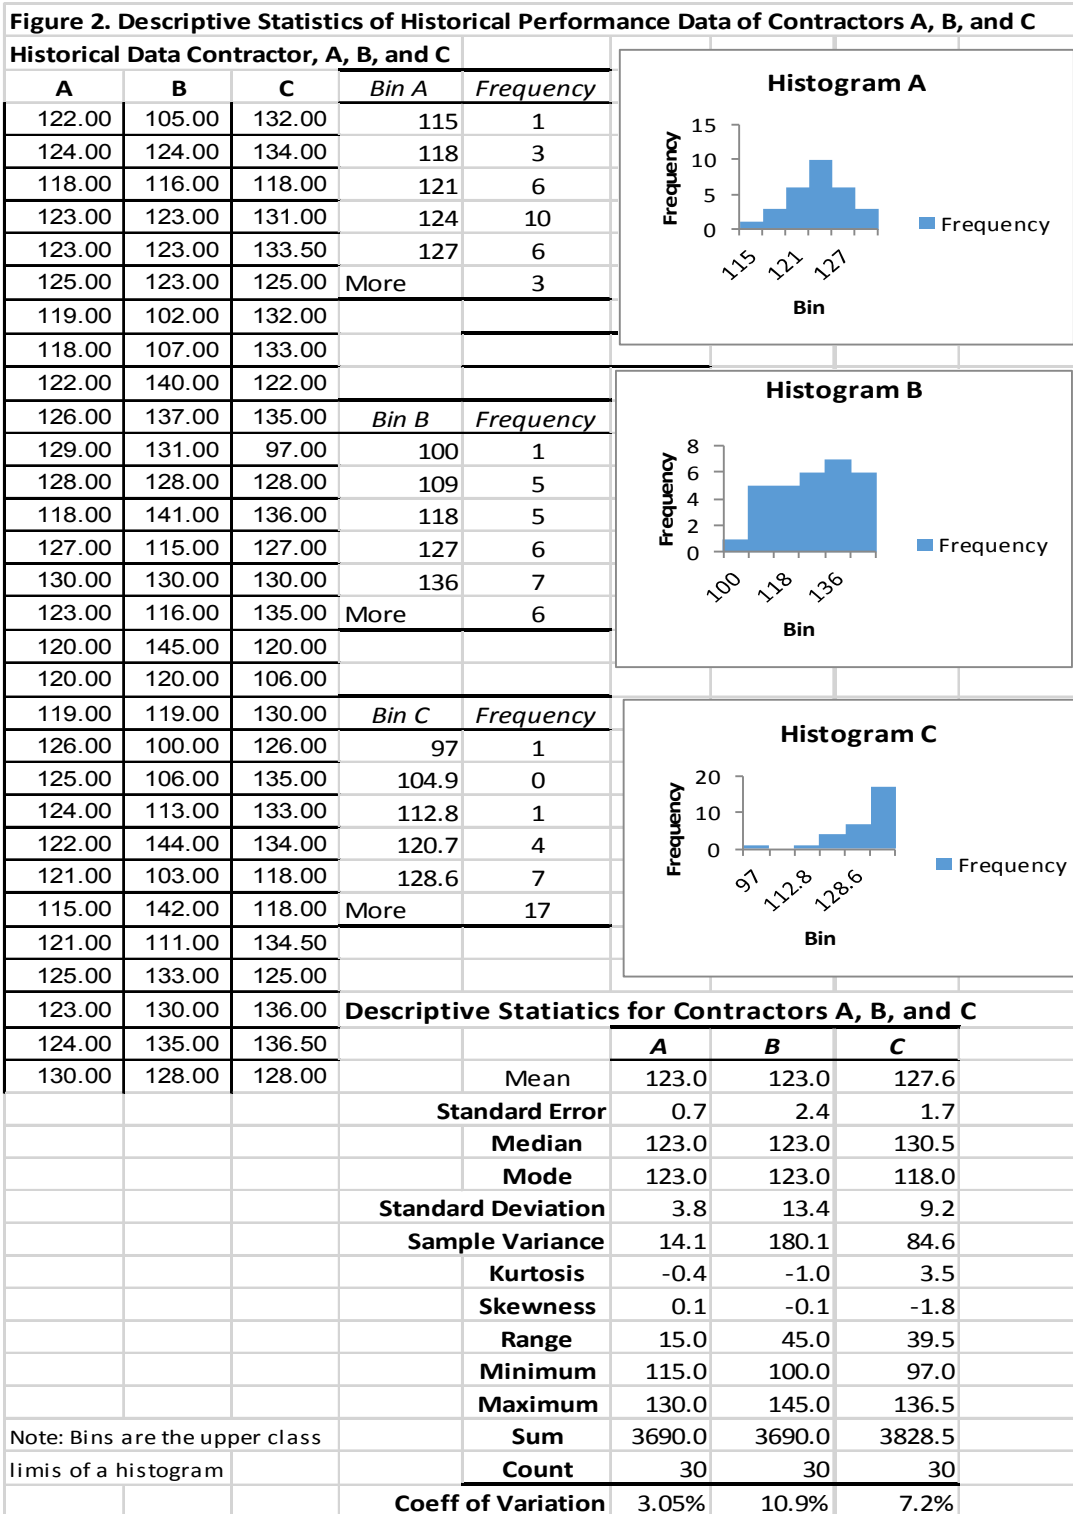 Figure 2. Descriptive Statistics of Historical Performance Data of Contractors A, B, and C
Historical Data Contractor, A, B, and C
A B C Bin A Frequency
122.00 105.00 132.00 115 1
124.00 124.00 134.00 118 3
118.00 116.00 118.00 121 6
123.00 123.00 131.00 124 10
123.00 123.00 133.50 127 6
125.00 123.00 125.00 More 3
119.00 102.00 132.00
118.00 107.00 133.00
122.00 140.00 122.00
126.00 137.00 135.00 Bin B Frequency
129.00 131.00 97.00 100 1
128.00 128.00 128.00 109 5
118.00 141.00 136.00 118 5
127.00 115.00 127.00 127 6
130.00 130.00 130.00 136 7
123.00 116.00 135.00 More 6
120.00 145.00 120.00
120.00 120.00 106.00
119.00 119.00 130.00 Bin C Frequency
126.00 100.00 126.00 97 1
125.00 106.00 135.00 104.9 0
124.00 113.00 133.00 112.8 1
122.00 144.00 134.00 120.7 4
121.00 103.00 118.00 128.6 7
115.00 142.00 118.00 More 17
121.00 111.00 134.50
125.00 133.00 125.00
123.00 130.00 136.00
124.00 135.00 136.50
130.00 128.00 128.00
Histogram A
Frequency
15
10
5
0
115 121 127
Bin
Frequency
Histogram B
Frequency
8
6
4
2
0
100 118 136
Bin
Frequency
Histogram C
Frequency
20
10
0
97 112.8 128.6
Bin
Frequency
Descriptive Statiatics for Contractors A, B, and C
A B C
Mean 123.0 123.0 127.6
Standard Error 0.7 2.4 1.7
Median 123.0 123.0 130.5
Mode 123.0 123.0 118.0
Standard Deviation 3.8 13.4 9.2
Sample Variance 14.1 180.1 84.6
Kurtosis -0.4 -1.0 3.5
Skewness 0.1 -0.1 -1.8
Range 15.0 45.0 39.5
Minimum 115.0 100.0 97.0
Maximum 130.0 145.0 136.5
Sum 3690.0 3690.0 3828.5
Count 30 30 30
Coeff of Variation 3.05% 10.9% 7.2%
Note: Bins are the upper class
limis of a histogram